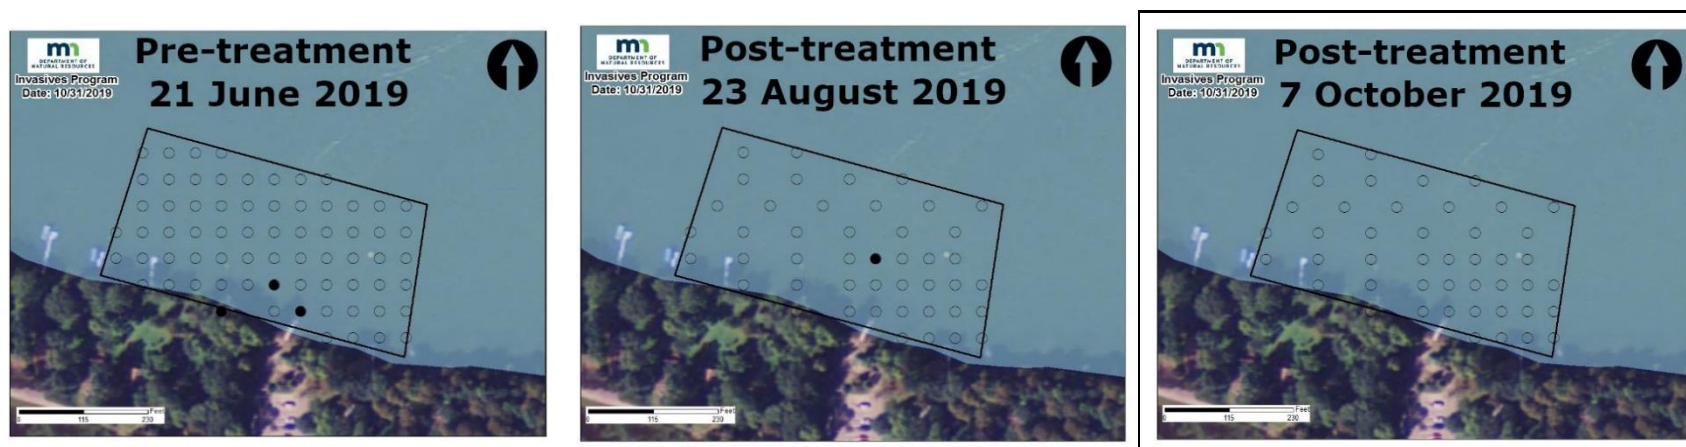 mn
DEPARTMENT OF
NATURAL RESOURCES
Invasives Program
Date: 10/31/2019
Pre-treatment
21 June 2019
Feet
0 115 230
mn
DEPARTMENT OF
NATURAL RESOURCES
Invasives Program
Date: 10/31/2019
Post-treatment
23 August 2019
Feet
0 115 230
mn
DEPARTMENT OF
NATURAL RESOURCES
Invasives Program
Date: 10/31/2019
Post-treatment
7 October 2019
Feet
0 115 230